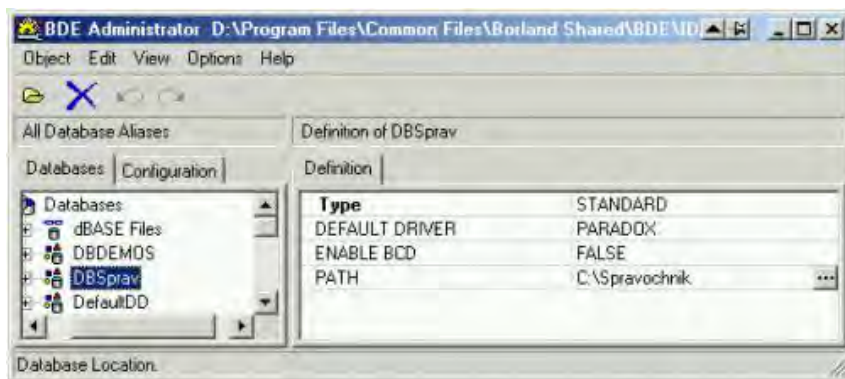 BDE Administrator D:\Program Files\Common Files\Borland Shared\BDE\ID
Object Edit View Options Help
All Database Aliases
Definition of DBSprav
Databases Configuration
Definition
Databases
dBASE Files
DBDEMOS
DBSprav
DefaultDD
Type STANDARD
DEFAULT DRIVER PARADOX
ENABLE BCD FALSE
PATH C:\Spravochnik
Database Location.